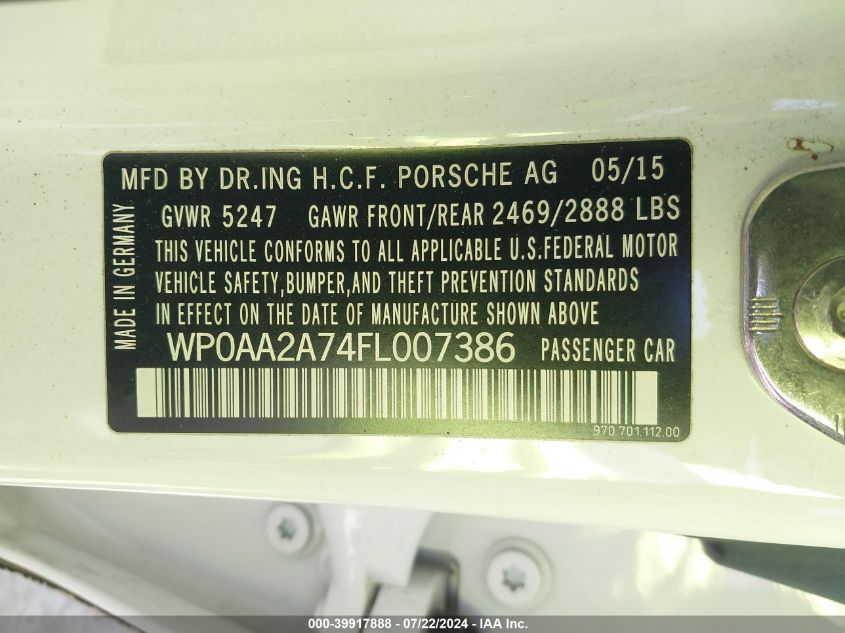 MFD BY DR.ING H.C.F. PORSCHE AG 05/15
GVWR 5247 GAWR FRONT/REAR 2469/2888 LBS
THIS VEHICLE CONFORMS TO ALL APPLICABLE U.S.FEDERAL MOTOR
VEHICLE SAFETY,BUMPER,AND THEFT PREVENTION STANDARDS
IN EFFECT ON THE DATE OF MANUFACTURE SHOWN ABOVE
WP0AA2A74FL007386 PASSENGER CAR
970 701.112.00
MADE IN GERMANY
000-39917888 - 07/22/2024 - IAA Inc.